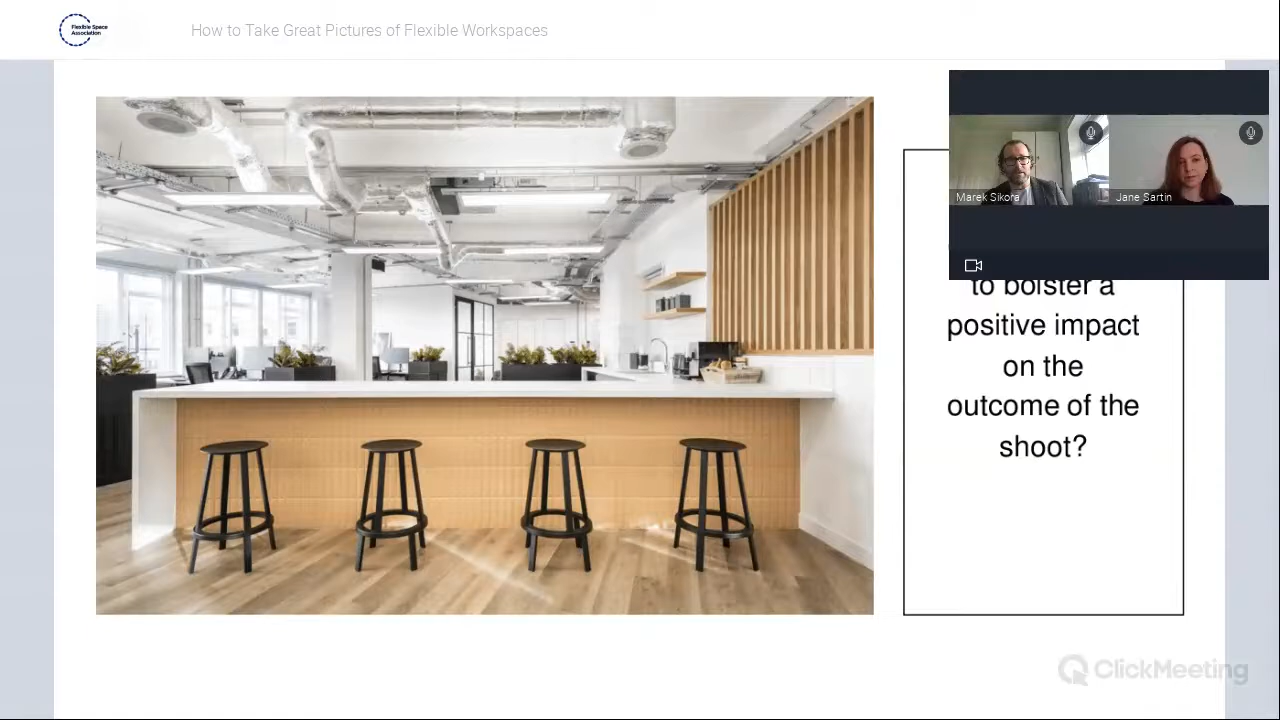 Flexible Space
Association
How to Take Great Pictures of Flexible Workspaces
Marek Sikora
Jane Sartin
to bolster a
positive impact
on the
outcome of the
shoot?
ClickMeeting